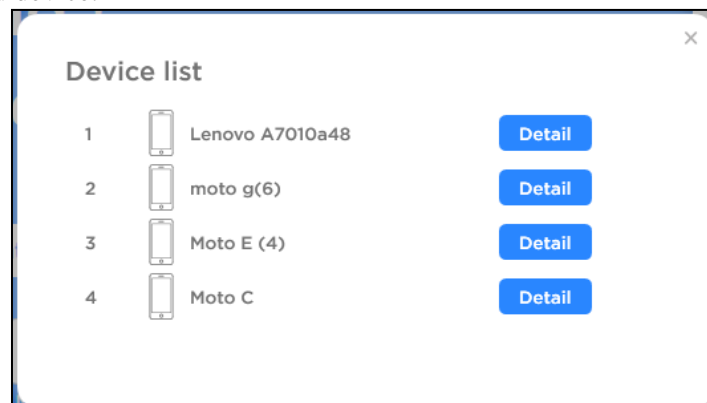 Device list
1 Lenovo A7010a48 Detail
2 moto g(6) Detail
3 Moto E (4) Detail
4 Moto C Detail